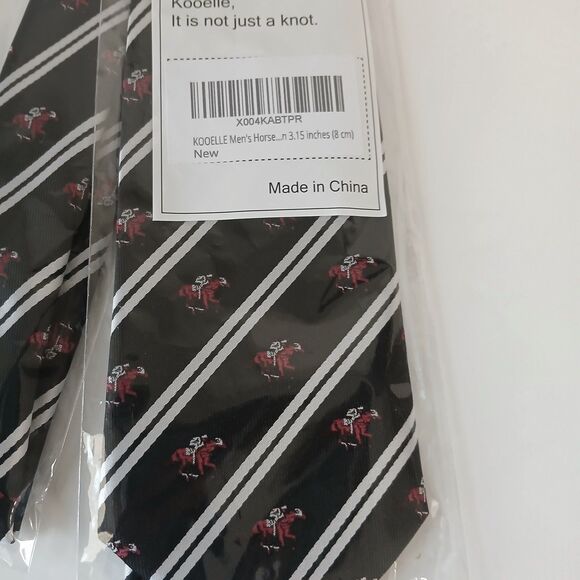 Kooelle,
It is not just a knot.
X004KABTPR
KOOELLE Men's Horse...n 3.15 inches (8 cm)
New
Made in China